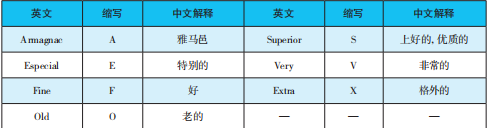 英文 缩写 中文解释 英文 缩写 中文解释
Armagnac A 雅马邑 Superior S 上好的, 优质的
Especial E 特别的 Very V 非常的
Fine F 好 Extra X 格外的
Old O 老的 — — —